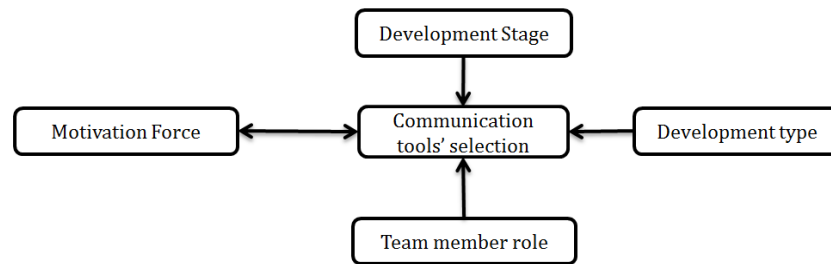 Development Stage
Motivation Force
Communication
tools’ selection
Development type
Team member role